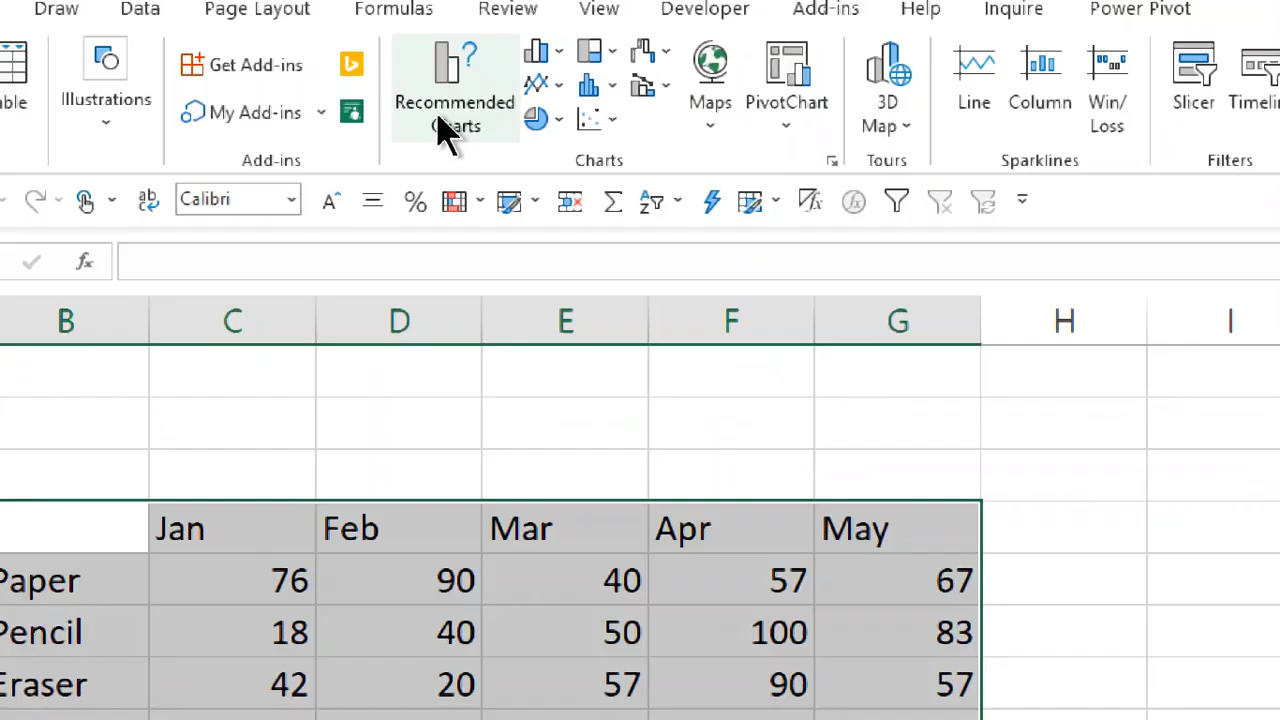 Draw Data Page Layout Formulas Review View Developer Add-ins Help Inquire Power Pivot
Illustrations
Get Add-ins
My Add-ins
Add-ins
Recommended
Charts
Charts
Maps
PivotChart
3D
Map
Tours
Line
Column
Win/
Loss
Sparklines
Slicer
Filters
Calibri
B C D E F G H I
Jan Feb Mar Apr May
Paper 76 90 40 57 67
Pencil 18 40 50 100 83
Eraser 42 20 57 90 57